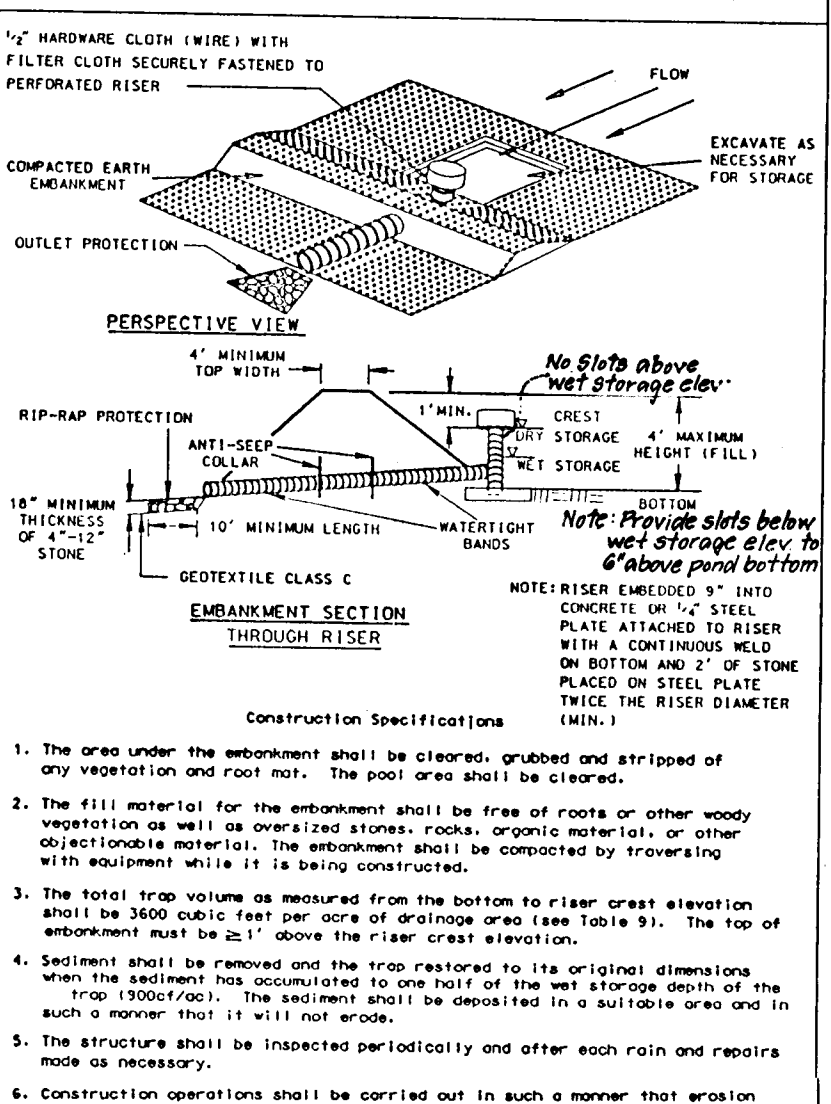 1/2" HARDWARE CLOTH (WIRE) WITH
FILTER CLOTH SECURELY FASTENED TO
PERFORATED RISER
FLOW
EXCAVATE AS
NECESSARY
FOR STORAGE
COMPACTED EARTH
EMBANKMENT
OUTLET PROTECTION
PERSPECTIVE VIEW
4' MINIMUM
TOP WIDTH
No Slots above
wet storage elev.
1' MIN.
CREST
DRY STORAGE
WET STORAGE
4' MAXIMUM
HEIGHT (FILL)
RIP-RAP PROTECTION
ANTI-SEEP
COLLAR
18" MINIMUM
THICKNESS
OF 4"-12"
STONE
10' MINIMUM LENGTH
WATERTIGHT
BANDS
BOTTOM
Note: Provide slots below
wet storage elev. to
6" above pond bottom
GEOTEXTILE CLASS C
EMBANKMENT SECTION
THROUGH RISER
NOTE: RISER EMBEDDED 9" INTO
CONCRETE OR 1/4" STEEL
PLATE ATTACHED TO RISER
WITH A CONTINUOUS WELD
ON BOTTOM AND 2' OF STONE
PLACED ON STEEL PLATE
TWICE THE RISER DIAMETER
(MIN.)
Construction Specifications
1. The area under the embankment shall be cleared, grubbed and stripped of
any vegetation and root mat. The pool area shall be cleared.
2. The fill material for the embankment shall be free of roots or other woody
vegetation as well as oversized stones, rocks, organic material, or other
objectionable material. The embankment shall be compacted by traversing
with equipment while it is being constructed.
3. The total trap volume as measured from the bottom to riser crest elevation
shall be 3600 cubic feet per acre of drainage area (see Table 9). The top of
embankment must be ≥ 1' above the riser crest elevation.
4. Sediment shall be removed and the trap restored to its original dimensions
when the sediment has accumulated to one half of the wet storage depth of the
trap (900cf/ac). The sediment shall be deposited in a suitable area and in
such a manner that it will not erode.
5. The structure shall be inspected periodically and after each rain and repairs
made as necessary.
6. Construction operations shall be carried out in such a manner that erosion